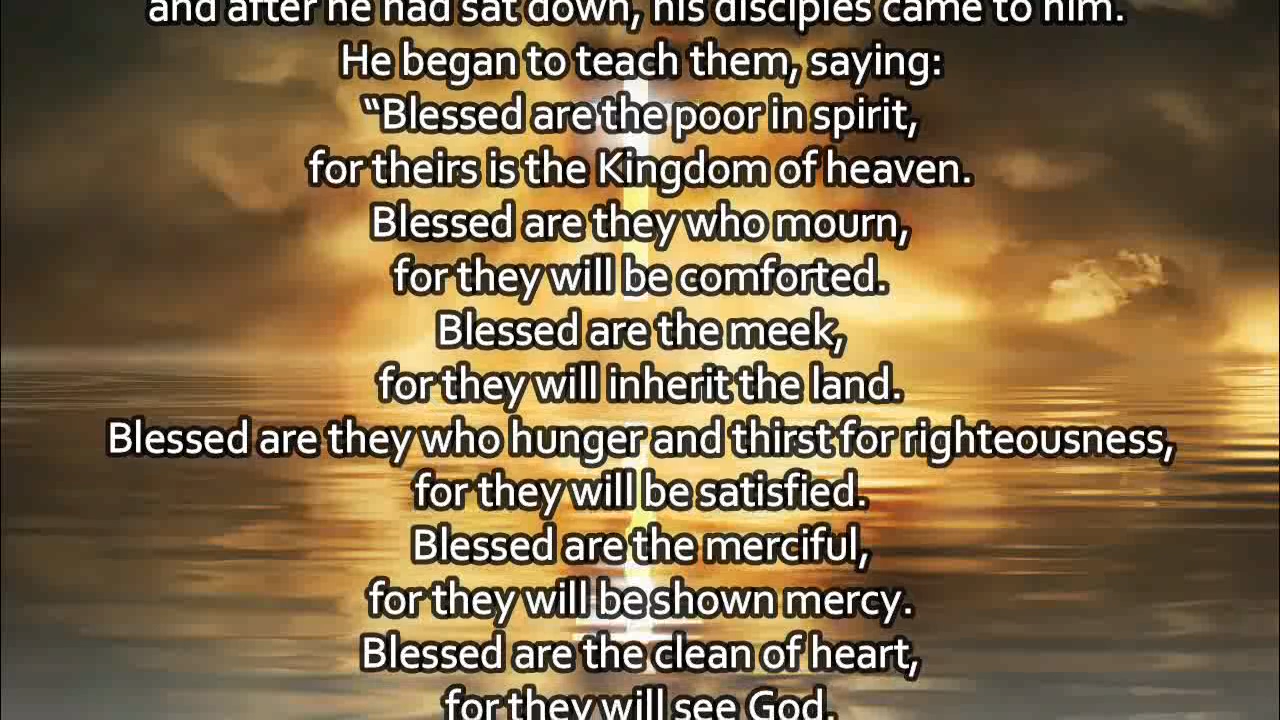 and after he had sat down, his disciples came to him.
He began to teach them, saying:
“Blessed are the poor in spirit,
for theirs is the Kingdom of heaven.
Blessed are they who mourn,
for they will be comforted.
Blessed are the meek,
for they will inherit the land.
Blessed are they who hunger and thirst for righteousness,
for they will be satisfied.
Blessed are the merciful,
for they will be shown mercy.
Blessed are the clean of heart,
for they will see God.